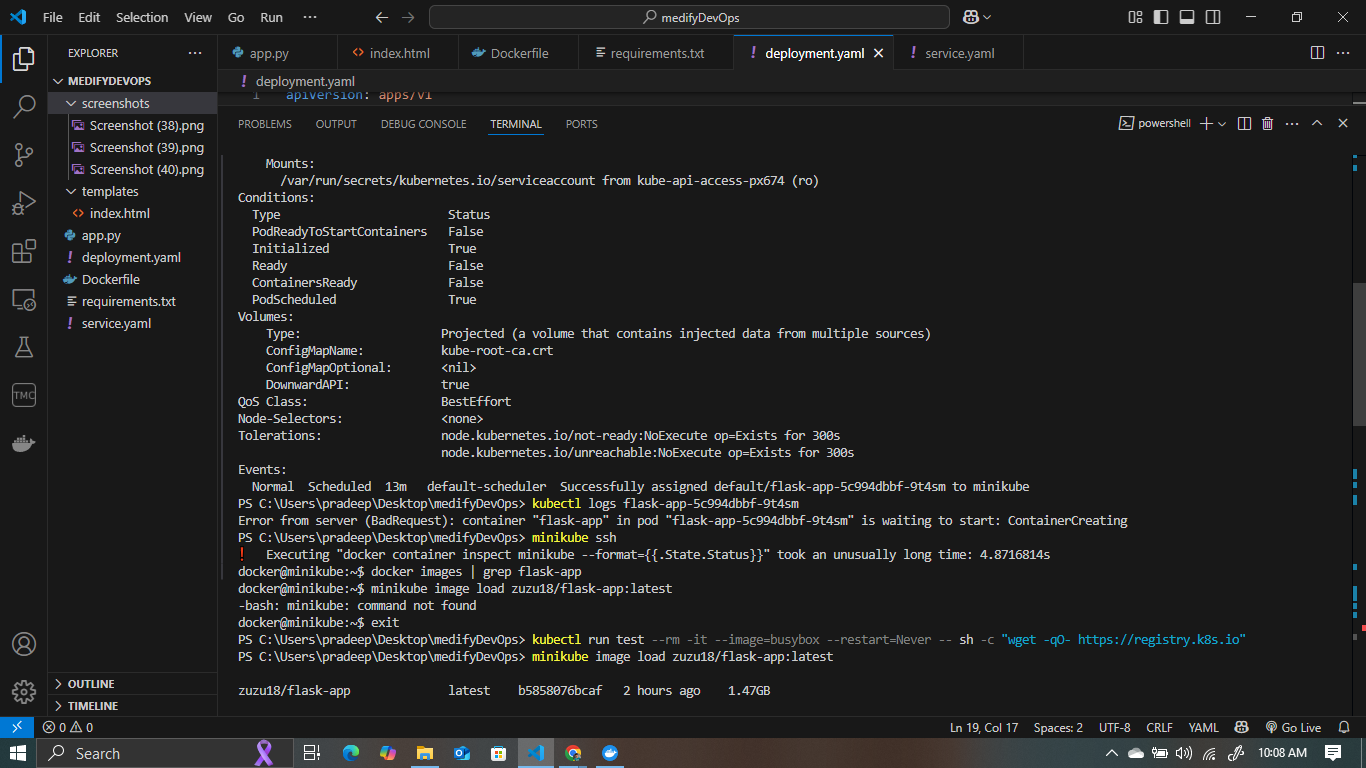 File Edit Selection View Go Run ··· medifyDevOps
EXPLORER ···
MEDIFYDEVOPS
screenshots
Screenshot (38).png
Screenshot (39).png
Screenshot (40).png
templates
index.html
app.py
deployment.yaml
Dockerfile
requirements.txt
service.yaml
OUTLINE
TIMELINE
TMC
app.py index.html Dockerfile requirements.txt deployment.yaml service.yaml
deployment.yaml
1 apiVersion: apps/v1
PROBLEMS OUTPUT DEBUG CONSOLE TERMINAL PORTS powershell
Mounts:
/var/run/secrets/kubernetes.io/serviceaccount from kube-api-access-px674 (ro)
Conditions:
Type Status
PodReadyToStartContainers False
Initialized True
Ready False
ContainersReady False
PodScheduled True
Volumes:
Type: Projected (a volume that contains injected data from multiple sources)
ConfigMapName: kube-root-ca.crt
ConfigMapOptional: <nil>
DownwardAPI: true
QoS Class: BestEffort
Node-Selectors: <none>
Tolerations: node.kubernetes.io/not-ready:NoExecute op=Exists for 300s
node.kubernetes.io/unreachable:NoExecute op=Exists for 300s
Events:
Normal Scheduled 13m default-scheduler Successfully assigned default/flask-app-5c994dbbf-9t4sm to minikube
PS C:\Users\pradeep\Desktop\medifyDevOps> kubectl logs flask-app-5c994dbbf-9t4sm
Error from server (BadRequest): container "flask-app" in pod "flask-app-5c994dbbf-9t4sm" is waiting to start: ContainerCreating
PS C:\Users\pradeep\Desktop\medifyDevOps> minikube ssh
! Executing "docker container inspect minikube --format={{.State.Status}}" took an unusually long time: 4.8716814s
docker@minikube:~$ docker images | grep flask-app
docker@minikube:~$ minikube image load zuzu18/flask-app:latest
-bash: minikube: command not found
docker@minikube:~$ exit
PS C:\Users\pradeep\Desktop\medifyDevOps> kubectl run test --rm -it --image=busybox --restart=Never -- sh -c "wget -qO- https://registry.k8s.io"
PS C:\Users\pradeep\Desktop\medifyDevOps> minikube image load zuzu18/flask-app:latest
zuzu18/flask-app latest b5858076bcaf 2 hours ago 1.47GB
0 0 Ln 19, Col 17 Spaces: 2 UTF-8 CRLF YAML Go Live
Search 10:08 AM